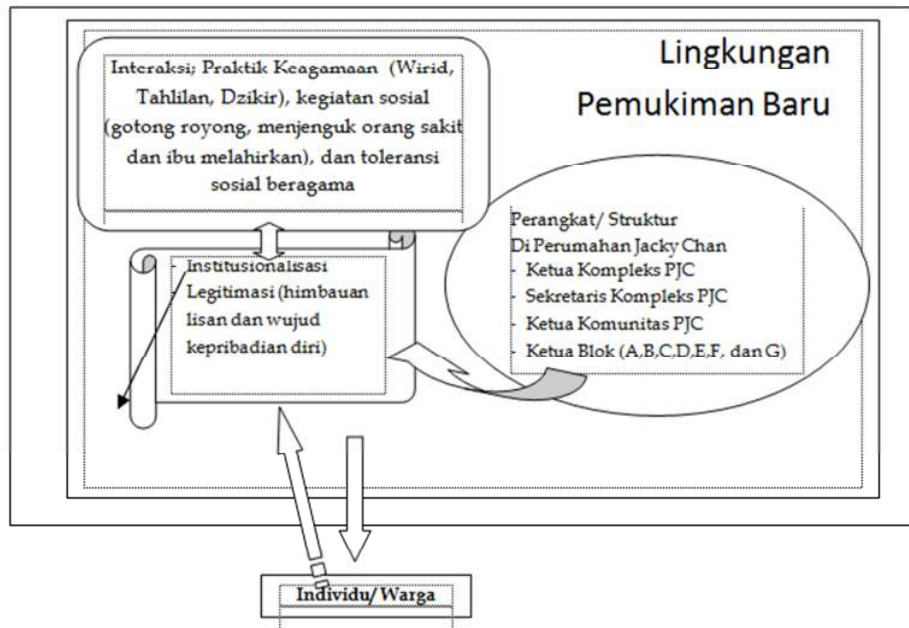 Lingkungan
Pemukiman Baru
Interaksi; Praktik Keagamaan (Wirid,
Tahlilan, Dzikir), kegiatan sosial
(gotong royong, menjenguk orang sakit
dan ibu melahirkan), dan toleransi
sosial beragama
Perangkat/ Struktur
Di Perumahan Jacky Chan
- Ketua Kompleks PJC
- Sekretaris Kompleks PJC
- Ketua Komunitas PJC
- Ketua Blok (A,B,C,D,E,F, dan G)
- Institusionalisasi
- Legitimasi (himbauan
lisan dan wujud
kepribadian diri)
Individu/Warga